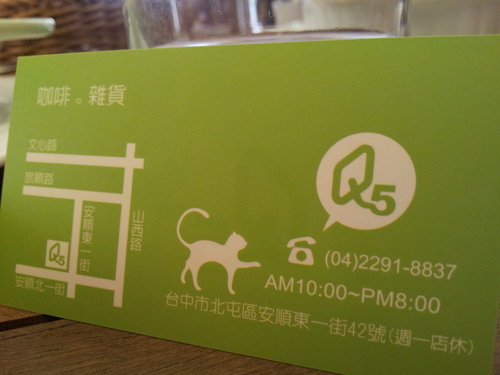 咖啡。雜貨
文心路
旅順路
安順東一街
山西路
Q5
安順北一街
Q5
(04)2291-8837
AM10:00~PM8:00
台中市北屯區安順東一街42號(週一店休)